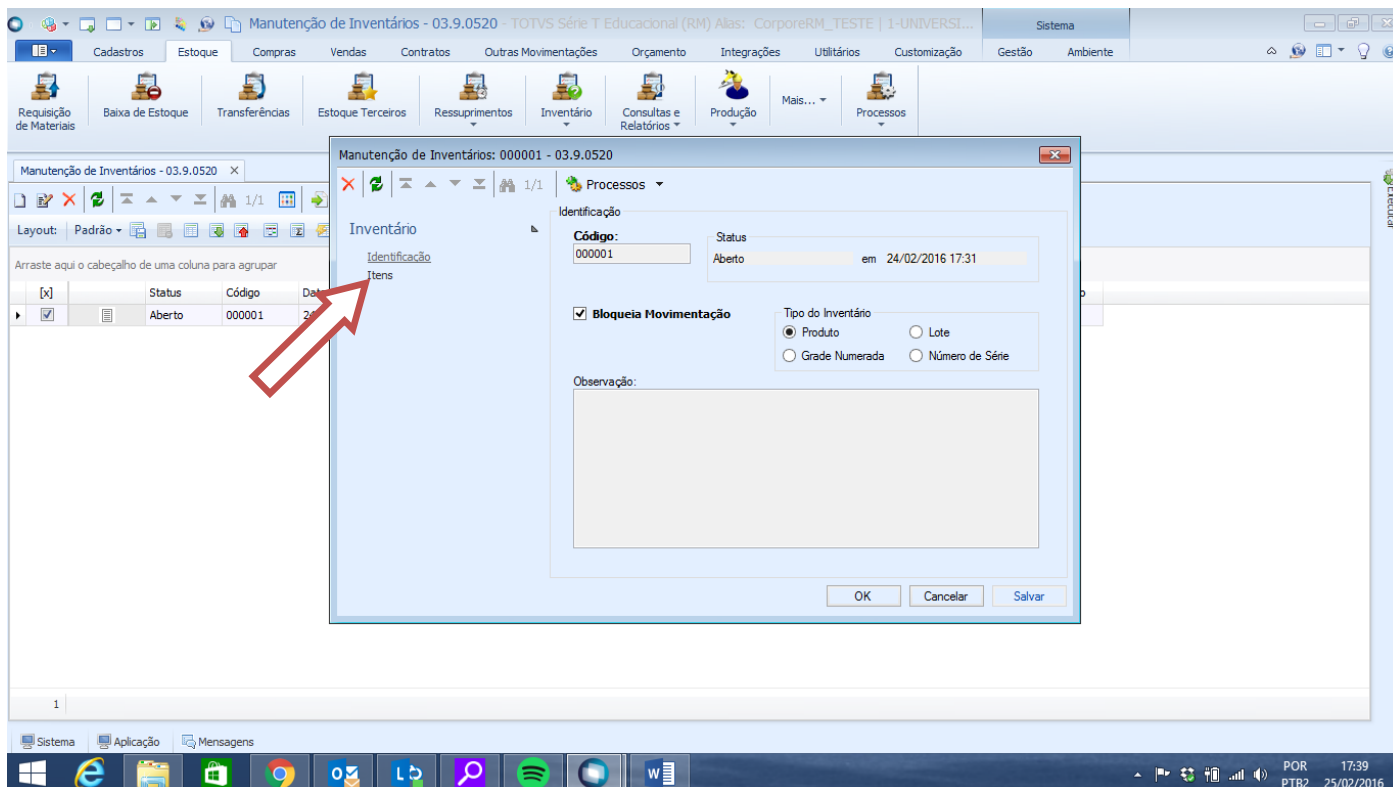 Manutenção de Inventários - 03.9.0520 - TOTVS Série T Educacional (RM) Alias: CorporeRM_TESTE | 1-UNIVERSI...
Sistema
Cadastros Estoque Compras Vendas Contratos Outras Movimentações Orçamento Integrações Utilitários Customização Gestão Ambiente
Requisição de Materiais
Baixa de Estoque
Transferências
Estoque Terceiros
Ressuprimentos
Inventário
Consultas e Relatórios
Produção
Mais...
Processos
Manutenção de Inventários - 03.9.0520
1/1
Layout: Padrão
Arraste aqui o cabeçalho de uma coluna para agrupar
[x] Status Código
Aberto 000001
1
Manutenção de Inventários: 000001 - 03.9.0520
1/1 Processos
Inventário
Identificação
Itens
Identificação
Código:
000001
Status
Aberto em 24/02/2016 17:31
Bloqueia Movimentação
Tipo do Inventário
Produto Lote
Grade Numerada Número de Série
Observação:
OK Cancelar Salvar
Executar
Sistema Aplicação Mensagens
POR 17:39
PTB2 25/02/2016